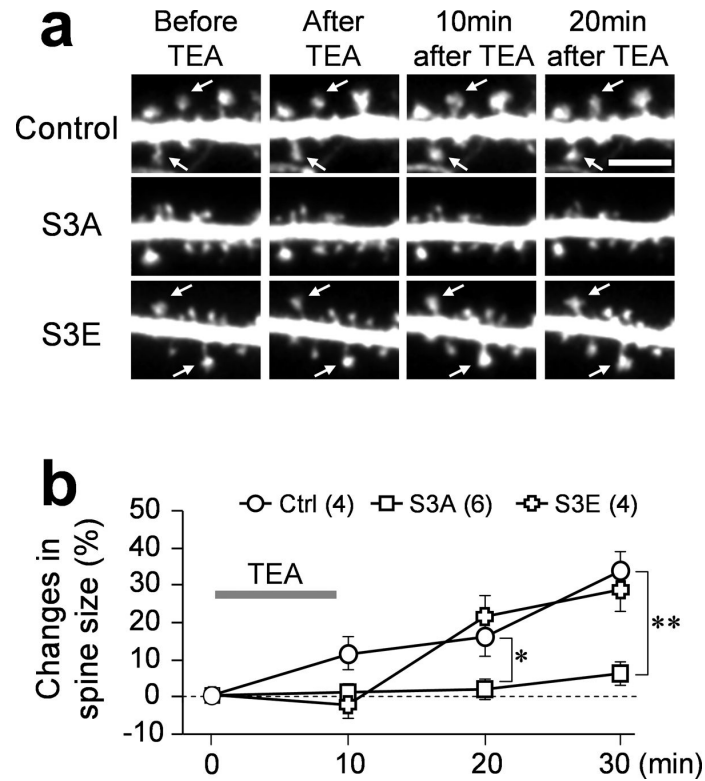 a
Before TEA
After TEA
10min after TEA
20min after TEA
Control
S3A
S3E
b
Changes in spine size (%)
50
40
30
20
10
0
-10
Ctrl (4) S3A (6) S3E (4)
TEA
*
**
0 10 20 30 (min)